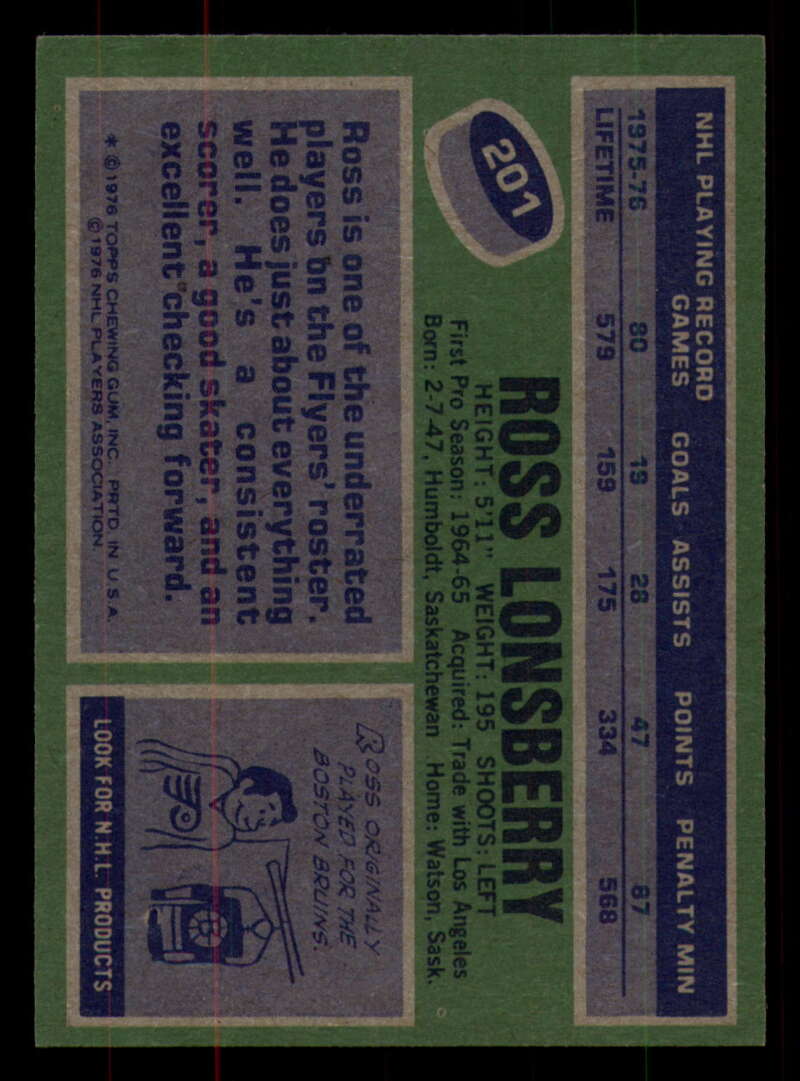 NHL PLAYING RECORD
GAMES GOALS ASSISTS POINTS PENALTY MIN
1975-76 80 19 28 47 87
LIFETIME 579 159 175 334 568
201
ROSS LONSBERRY
HEIGHT: 5'11" WEIGHT: 195 SHOOTS: LEFT
First Pro Season: 1964-65 Acquired: Trade with Los Angeles
Born: 2-7-47, Humboldt, Saskatchewan Home: Watson, Sask.
Ross is one of the underrated
players on the Flyers' roster.
He does just about everything
well. He's a consistent
scorer, a good skater, and an
excellent checking forward.
* © 1976 TOPPS CHEWING GUM, INC. PRTD. IN U.S.A.
© 1976 NHL PLAYERS ASSOCIATION
ROSS ORIGINALLY
PLAYED FOR THE
BOSTON BRUINS.
LOOK FOR N.H.L. PRODUCTS